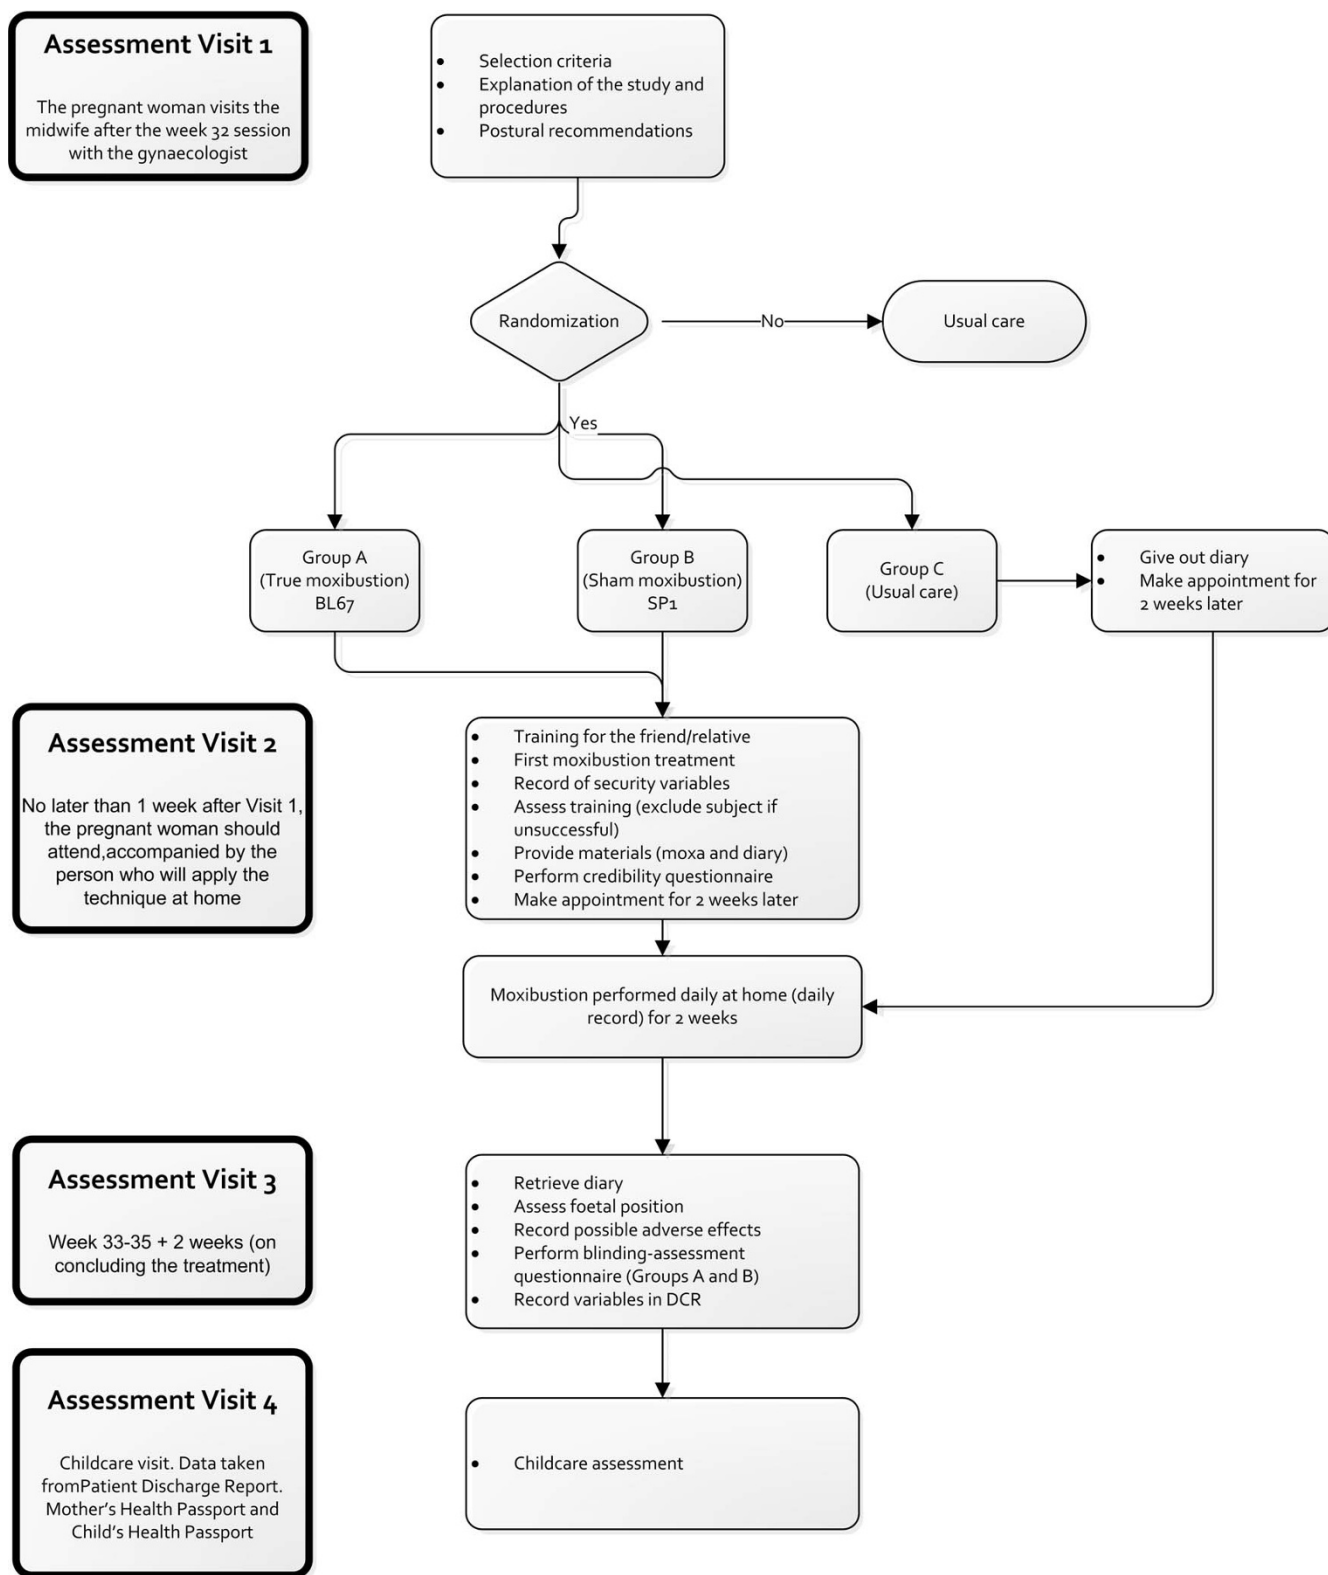 Assessment Visit 1
The pregnant woman visits the
midwife after the week 32 session
with the gynaecologist
• Selection criteria
• Explanation of the study and
procedures
• Postural recommendations
Randomization
No
Usual care
Yes
Group A
(True moxibustion)
BL67
Group B
(Sham moxibustion)
SP1
Group C
(Usual care)
• Give out diary
• Make appointment for
2 weeks later
Assessment Visit 2
No later than 1 week after Visit 1,
the pregnant woman should
attend,accompanied by the
person who will apply the
technique at home
• Training for the friend/relative
• First moxibustion treatment
• Record of security variables
• Assess training (exclude subject if
unsuccessful)
• Provide materials (moxa and diary)
• Perform credibility questionnaire
• Make appointment for 2 weeks later
Moxibustion performed daily at home (daily
record) for 2 weeks
Assessment Visit 3
Week 33-35 + 2 weeks (on
concluding the treatment)
• Retrieve diary
• Assess foetal position
• Record possible adverse effects
• Perform blinding-assessment
questionnaire (Groups A and B)
• Record variables in DCR
Assessment Visit 4
Childcare visit. Data taken
fromPatient Discharge Report.
Mother's Health Passport and
Child's Health Passport
• Childcare assessment